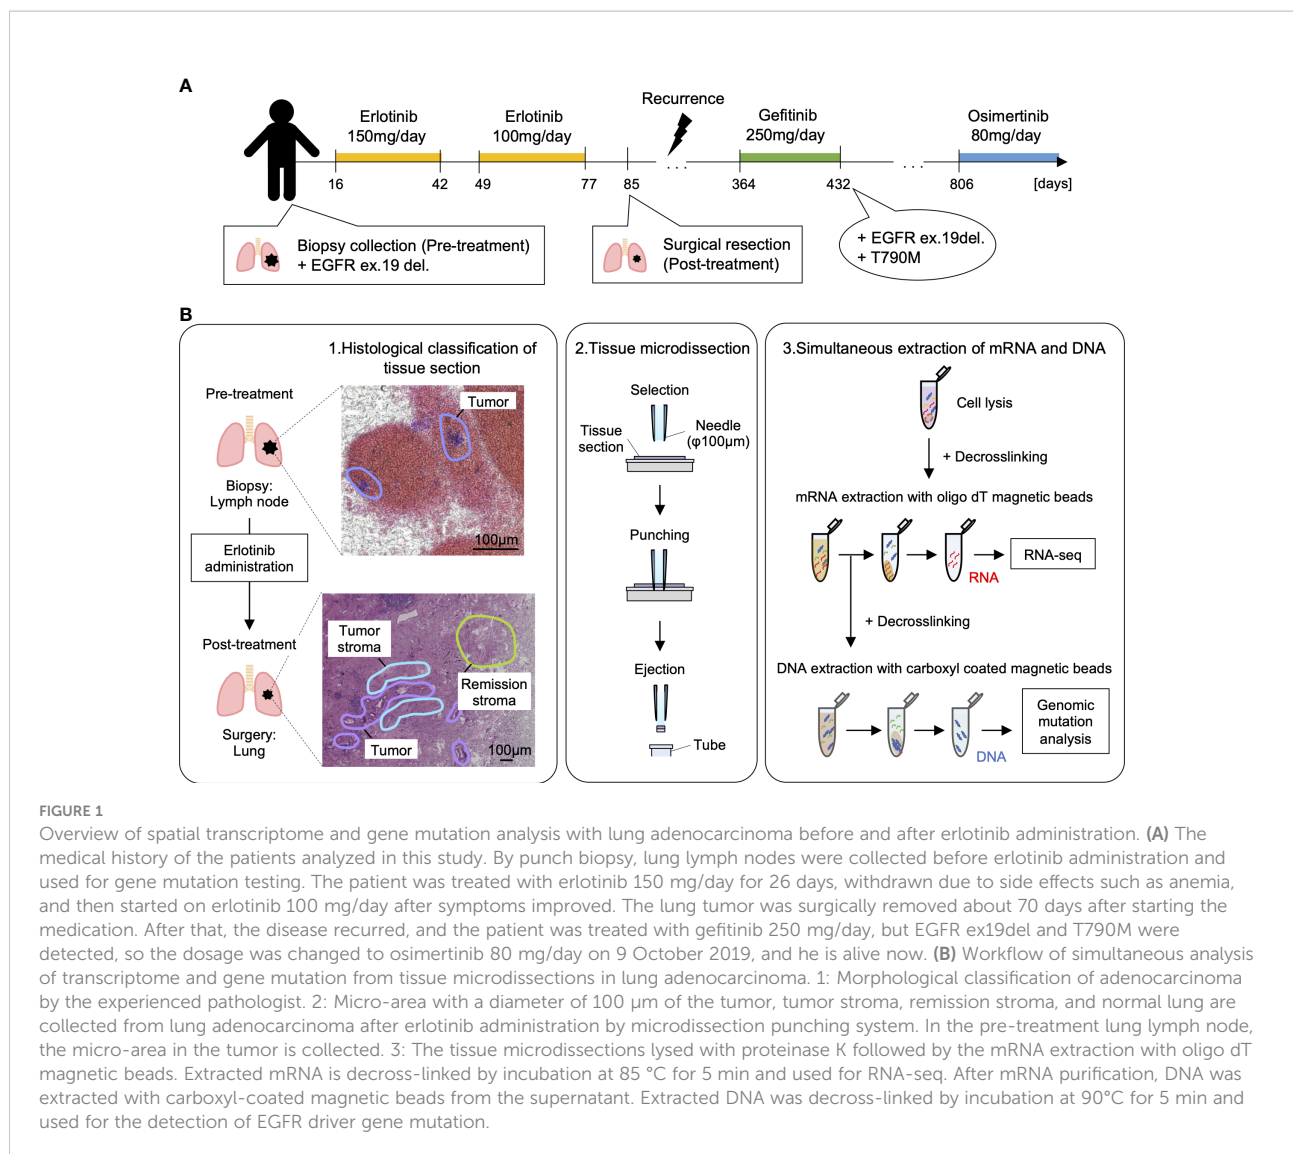 A
Erlotinib
150mg/day
Erlotinib
100mg/day
Recurrence
Gefitinib
250mg/day
Osimertinib
80mg/day
16
42
49
77
85
. . .
364
432
. . .
806
[days]
Biopsy collection (Pre-treatment)
+ EGFR ex.19 del.
Surgical resection
(Post-treatment)
+ EGFR ex.19del.
+ T790M
B
1.Histological classification of
tissue section
Pre-treatment
Tumor
Biopsy:
Lymph node
100μm
Erlotinib
administration
Post-treatment
Tumor
stroma
Remission
stroma
Surgery:
Lung
Tumor
100μm
2.Tissue microdissection
Selection
Tissue
section
Needle
(φ100μm)
Punching
Ejection
Tube
3.Simultaneous extraction of mRNA and DNA
Cell lysis
+ Decrosslinking
mRNA extraction with oligo dT magnetic beads
RNA
RNA-seq
+ Decrosslinking
DNA extraction with carboxyl coated magnetic beads
DNA
Genomic
mutation
analysis
FIGURE 1
Overview of spatial transcriptome and gene mutation analysis with lung adenocarcinoma before and after erlotinib administration. (A) The
medical history of the patients analyzed in this study. By punch biopsy, lung lymph nodes were collected before erlotinib administration and
used for gene mutation testing. The patient was treated with erlotinib 150 mg/day for 26 days, withdrawn due to side effects such as anemia,
and then started on erlotinib 100 mg/day after symptoms improved. The lung tumor was surgically removed about 70 days after starting the
medication. After that, the disease recurred, and the patient was treated with gefitinib 250 mg/day, but EGFR ex19del and T790M were
detected, so the dosage was changed to osimertinib 80 mg/day on 9 October 2019, and he is alive now. (B) Workflow of simultaneous analysis
of transcriptome and gene mutation from tissue microdissections in lung adenocarcinoma. 1: Morphological classification of adenocarcinoma
by the experienced pathologist. 2: Micro-area with a diameter of 100 μm of the tumor, tumor stroma, remission stroma, and normal lung are
collected from lung adenocarcinoma after erlotinib administration by microdissection punching system. In the pre-treatment lung lymph node,
the micro-area in the tumor is collected. 3: The tissue microdissections lysed with proteinase K followed by the mRNA extraction with oligo dT
magnetic beads. Extracted mRNA is decross-linked by incubation at 85 °C for 5 min and used for RNA-seq. After mRNA purification, DNA was
extracted with carboxyl-coated magnetic beads from the supernatant. Extracted DNA was decross-linked by incubation at 90°C for 5 min and
used for the detection of EGFR driver gene mutation.